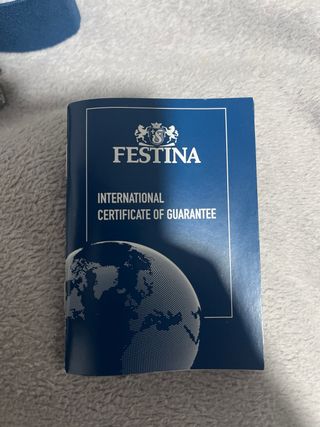 FESTINA
INTERNATIONAL
CERTIFICATE OF GUARANTEE